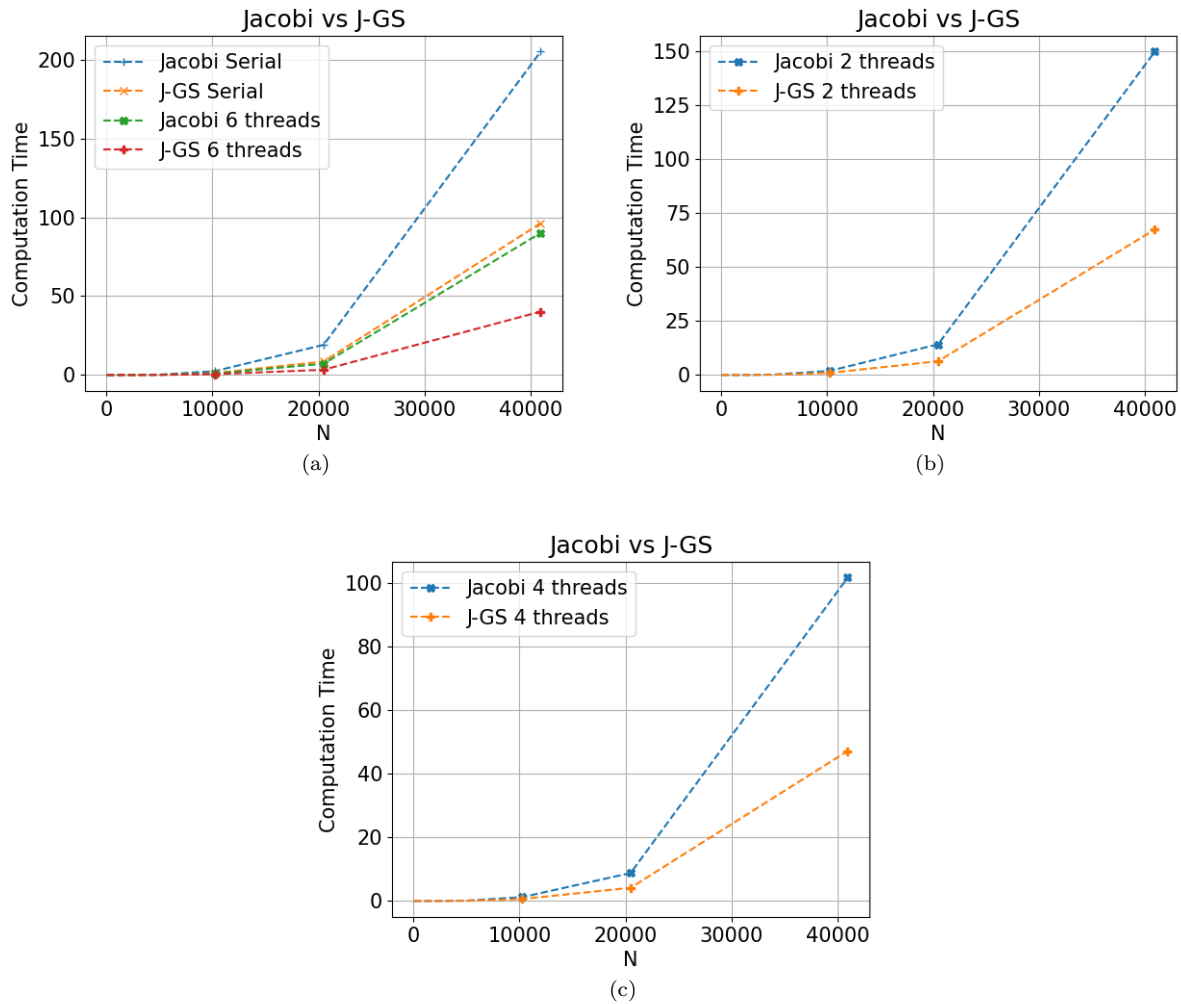 Jacobi vs J-GS
Jacobi Serial
J-GS Serial
Jacobi 6 threads
J-GS 6 threads
Computation Time
200
150
100
50
0
0 10000 20000 30000 40000
N
(a)
Jacobi vs J-GS
Jacobi 2 threads
J-GS 2 threads
Computation Time
150
125
100
75
50
25
0
0 10000 20000 30000 40000
N
(b)
Jacobi vs J-GS
Jacobi 4 threads
J-GS 4 threads
Computation Time
100
80
60
40
20
0
0 10000 20000 30000 40000
N
(c)